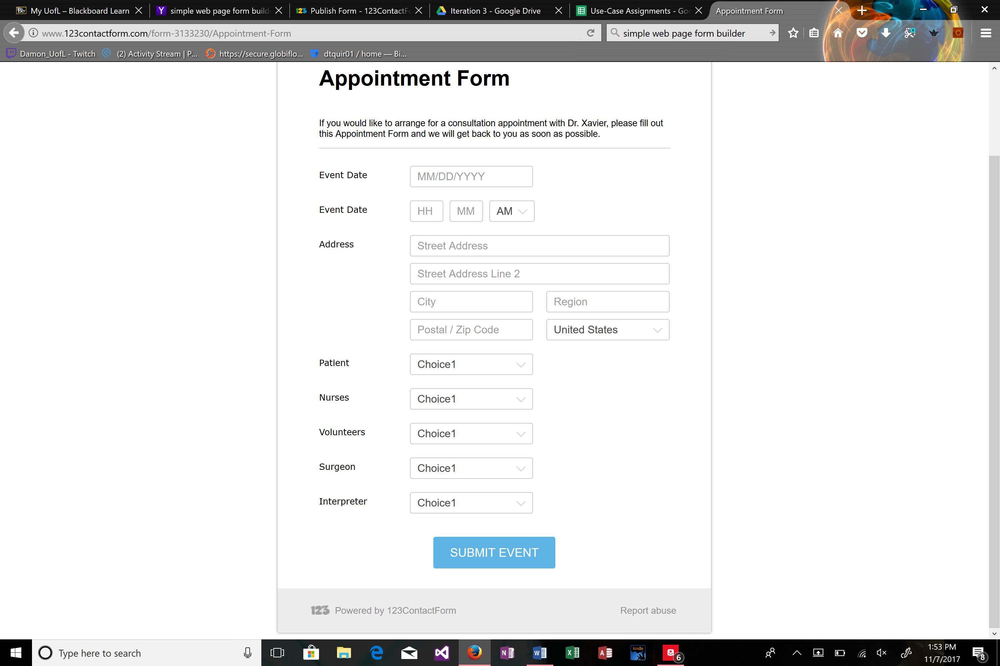 Bb My UofL – Blackboard Learn
Y simple web page form build
123 Publish Form - 123ContactF
Iteration 3 - Google Drive
Use-Case Assignments - Go
Appointment Form
www.123contactform.com/form-3133230/Appointment-Form
simple web page form builder
Damon_UofL - Twitch
(2) Activity Stream | P...
https://secure.globiflo...
dtquir01 / home — Bi...
Appointment Form
If you would like to arrange for a consultation appointment with Dr. Xavier, please fill out
this Appointment Form and we will get back to you as soon as possible.
Event Date
MM/DD/YYYY
Event Date
HH MM AM
Address
Street Address
Street Address Line 2
City Region
Postal / Zip Code United States
Patient
Choice1
Nurses
Choice1
Volunteers
Choice1
Surgeon
Choice1
Interpreter
Choice1
SUBMIT EVENT
123 Powered by 123ContactForm
Report abuse
Type here to search
N
W
X
A
kindle
6
1:53 PM
11/7/2017
8